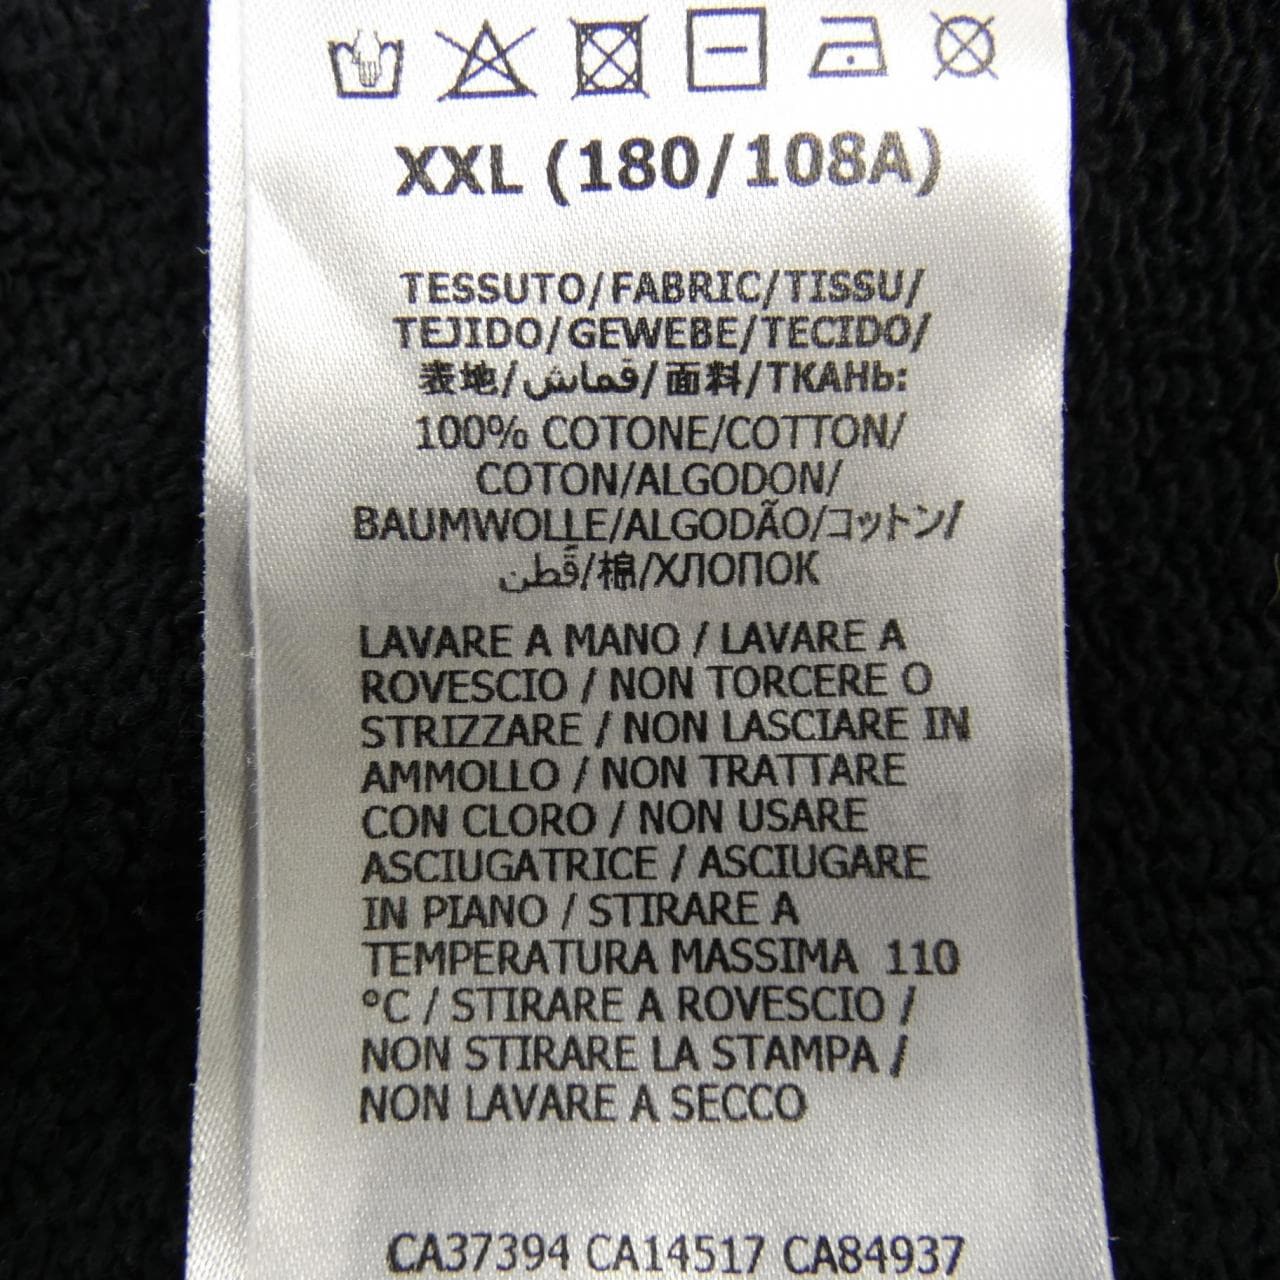 XXL (180/108A)
TESSUTO/FABRIC/TISSU/
TEJIDO/GEWEBE/TECIDO/
表地/قماش/面料/ТКАНЬ:
100% COTONE/COTTON/
COTON/ALGODON/
BAUMWOLLE/ALGODÃO/コットン/
قُطن/棉/ХЛОПОК
LAVARE A MANO / LAVARE A
ROVESCIO / NON TORCERE O
STRIZZARE / NON LASCIARE IN
AMMOLLO / NON TRATTARE
CON CLORO / NON USARE
ASCIUGATRICE / ASCIUGARE
IN PIANO / STIRARE A
TEMPERATURA MASSIMA 110
°C / STIRARE A ROVESCIO /
NON STIRARE LA STAMPA /
NON LAVARE A SECCO
CA37394 CA14517 CA84937